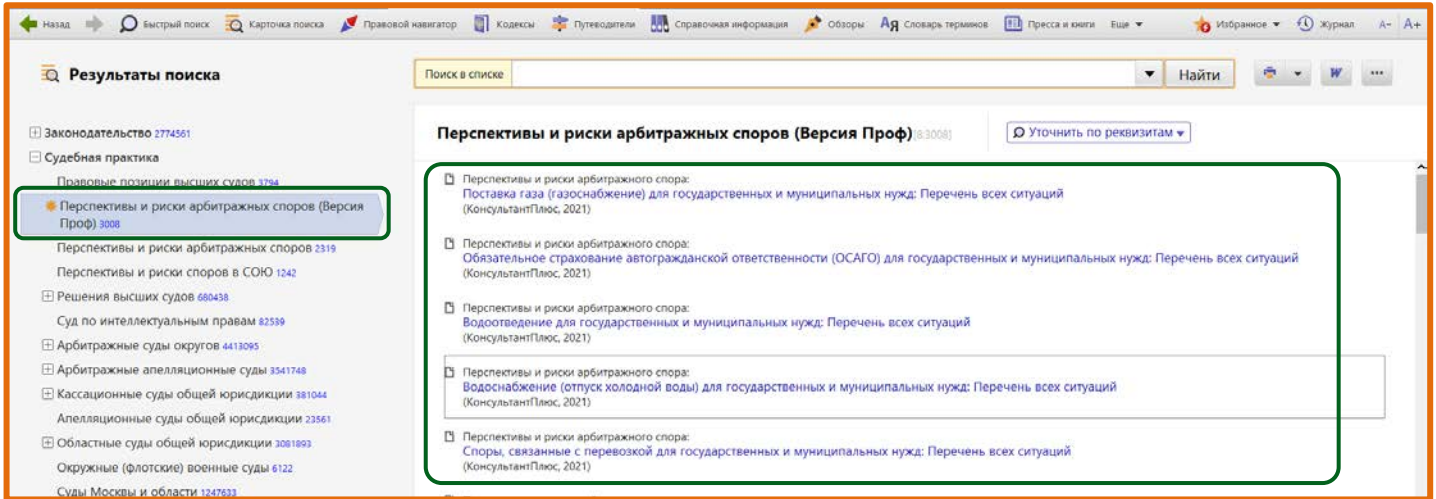 Назад Быстрый поиск Карточка поиска Правовой навигатор Кодексы Путеводители Справочная информация Обзоры Словарь терминов Пресса и книги Еще Избранное Журнал A- A+
Результаты поиска
Поиск в списке Найти
Законодательство 2774561
Судебная практика
Правовые позиции высших судов 3794
Перспективы и риски арбитражных споров (Версия
Проф) 3008
Перспективы и риски арбитражных споров 2319
Перспективы и риски споров в СОЮ 1242
Решения высших судов 680438
Суд по интеллектуальным правам 82539
Арбитражные суды округов 4413095
Арбитражные апелляционные суды 3541748
Кассационные суды общей юрисдикции 381044
Апелляционные суды общей юрисдикции 23561
Областные суды общей юрисдикции 3081893
Окружные (флотские) военные суды 6122
Суды Москвы и области 1247633
Перспективы и риски арбитражных споров (Версия Проф) [8:3008] Уточнить по реквизитам
Перспективы и риски арбитражного спора:
Поставка газа (газоснабжение) для государственных и муниципальных нужд: Перечень всех ситуаций
(КонсультантПлюс, 2021)
Перспективы и риски арбитражного спора:
Обязательное страхование автогражданской ответственности (ОСАГО) для государственных и муниципальных нужд: Перечень всех ситуаций
(КонсультантПлюс, 2021)
Перспективы и риски арбитражного спора:
Водоотведение для государственных и муниципальных нужд: Перечень всех ситуаций
(КонсультантПлюс, 2021)
Перспективы и риски арбитражного спора:
Водоснабжение (отпуск холодной воды) для государственных и муниципальных нужд: Перечень всех ситуаций
(КонсультантПлюс, 2021)
Перспективы и риски арбитражного спора:
Споры, связанные с перевозкой для государственных и муниципальных нужд: Перечень всех ситуаций
(КонсультантПлюс, 2021)